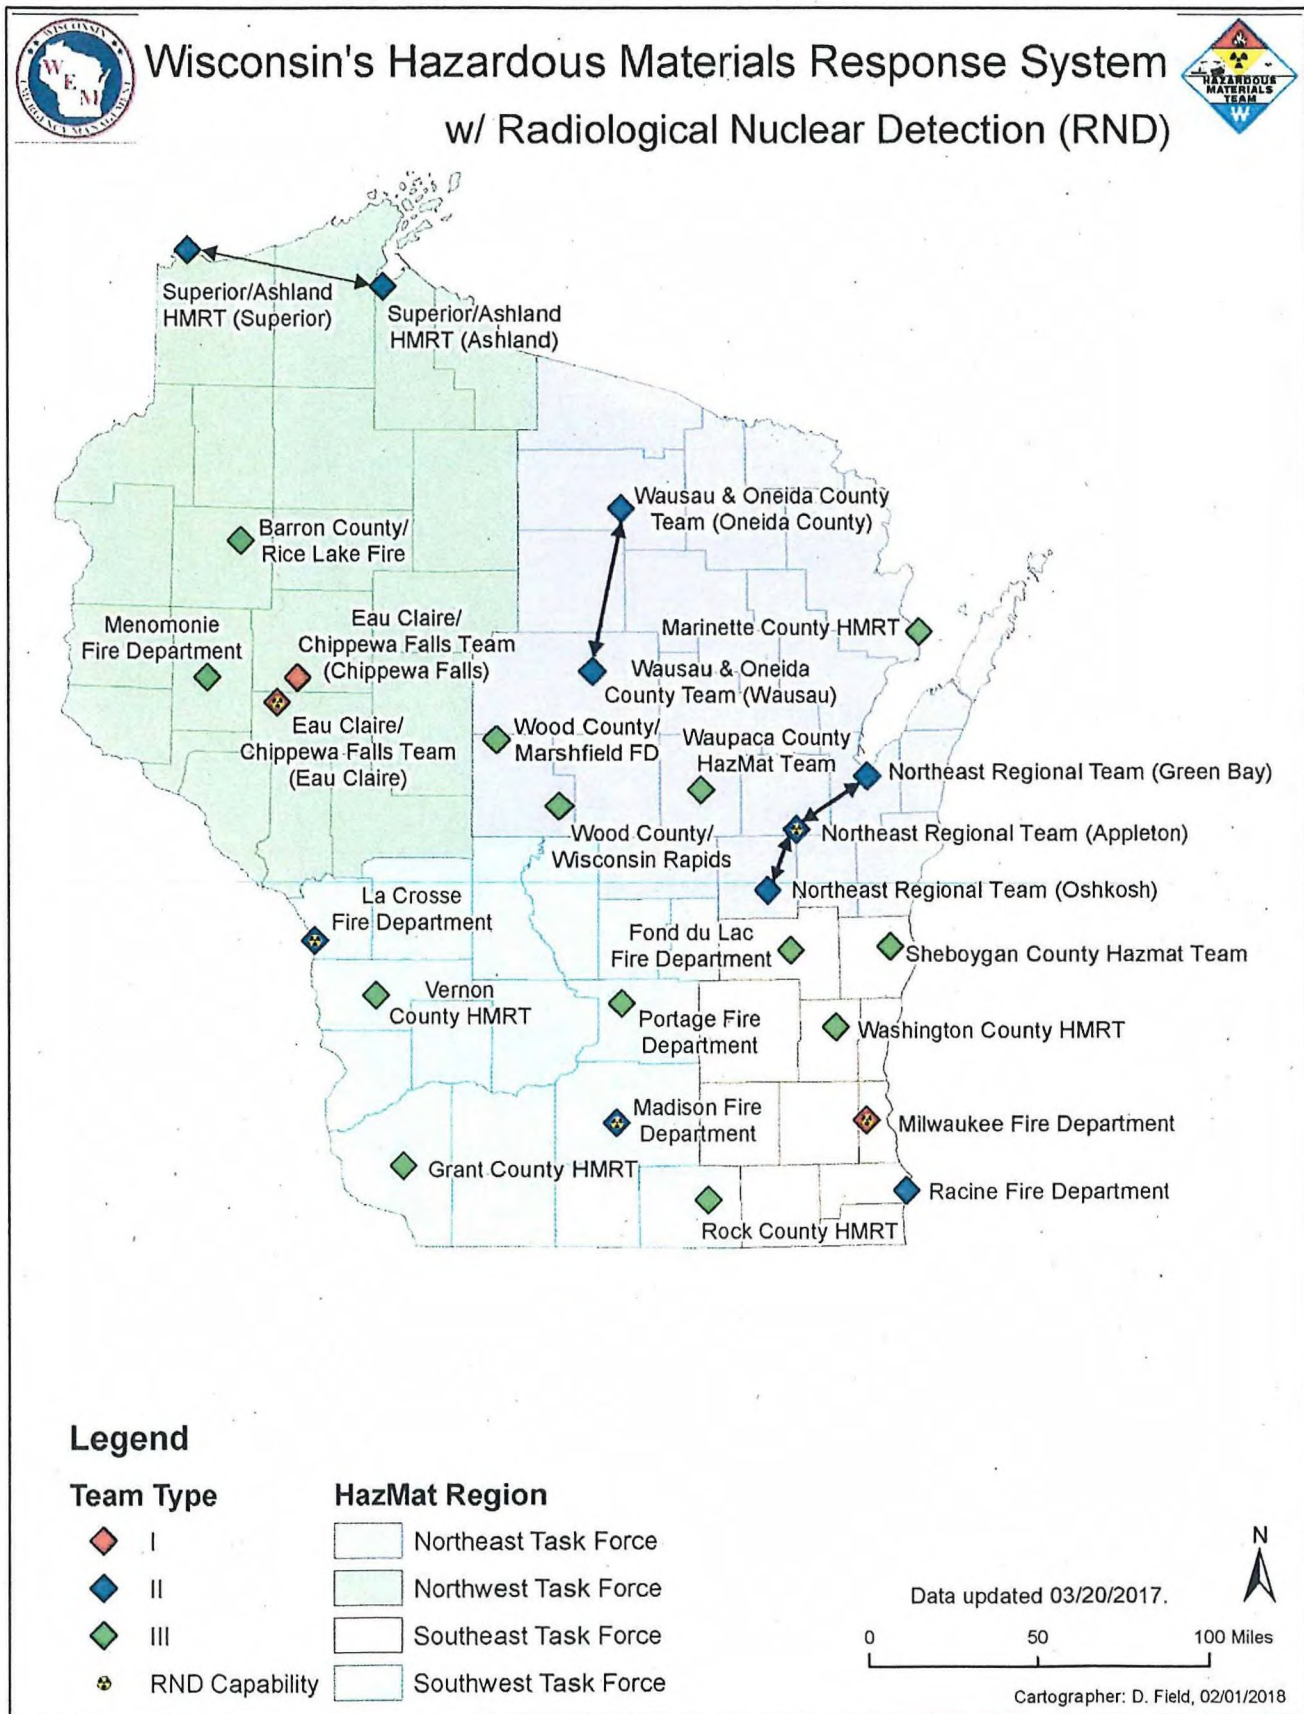 WISCONSIN
WEM
EMERGENCY MANAGEMENT
Wisconsin's Hazardous Materials Response System
w/ Radiological Nuclear Detection (RND)
HAZARDOUS
MATERIALS
TEAM
W
Superior/Ashland
HMRT (Superior)
Superior/Ashland
HMRT (Ashland)
Wausau & Oneida County
Team (Oneida County)
Barron County/
Rice Lake Fire
Menomonie
Fire Department
Eau Claire/
Chippewa Falls Team
(Chippewa Falls)
Marinette County HMRT
Wausau & Oneida
County Team (Wausau)
Eau Claire/
Chippewa Falls Team
(Eau Claire)
Wood County/
Marshfield FD
Waupaca County
HazMat Team
Northeast Regional Team (Green Bay)
Wood County/
Wisconsin Rapids
Northeast Regional Team (Appleton)
Northeast Regional Team (Oshkosh)
La Crosse
Fire Department
Fond du Lac
Fire Department
Sheboygan County Hazmat Team
Vernon
County HMRT
Portage Fire
Department
Washington County HMRT
Madison Fire
Department
Milwaukee Fire Department
Grant County HMRT
Racine Fire Department
Rock County HMRT
Legend
Team Type
I
II
III
RND Capability
HazMat Region
Northeast Task Force
Northwest Task Force
Southeast Task Force
Southwest Task Force
N
Data updated 03/20/2017.
0 50 100 Miles
Cartographer: D. Field, 02/01/2018